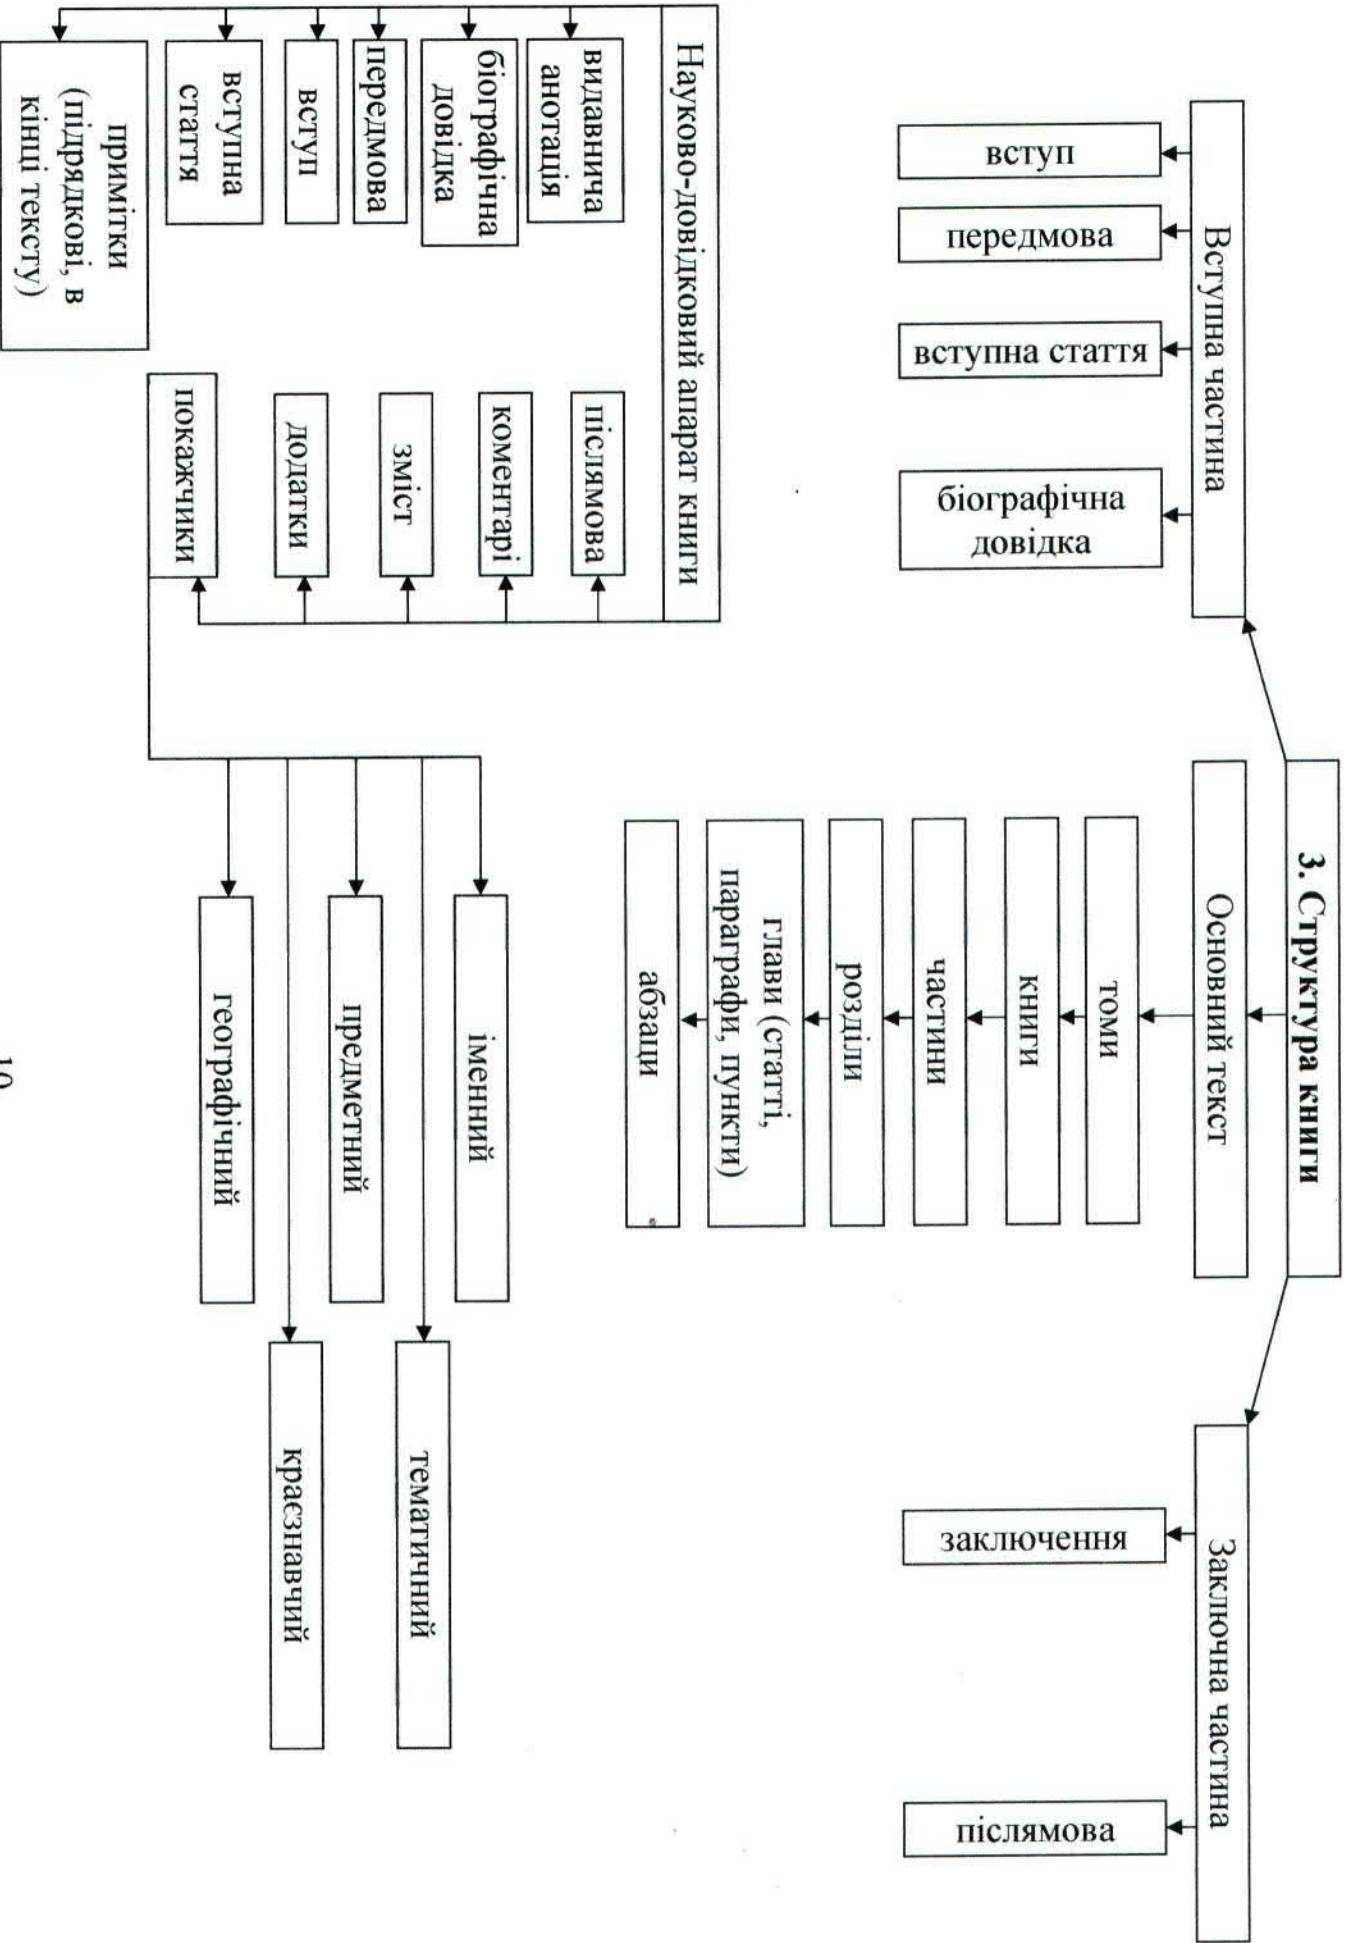 3. Структура книги
Вступна частина
Основний текст
Заключна частина
вступ
передмова
вступна стаття
біографічна
довідка
томи
книги
частини
розділи
глави (статті,
параграфи, пункти)
абзаци
заключення
післямова
Науково-довідковий апарат книги
видавнича
анотація
біографічна
довідка
передмова
вступ
вступна
стаття
примітки
(підрядкові, в
кінці тексту)
післямова
коментарі
зміст
додатки
покажчики
іменний
тематичний
предметний
краєзнавчий
географічний
10